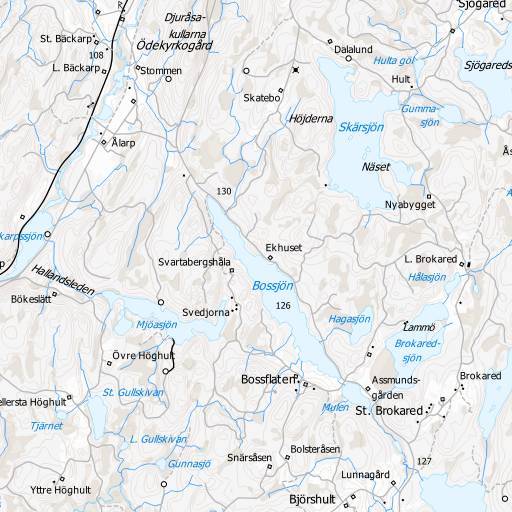 Sjögared
Djuråsa-
kullarna
Ödekyrkogård
St. Bäckarp
108
L. Bäckarp
Stommen
Dalalund
Hulta göl
Sjögareds
Hult
Skatebo
Höjderna
Gumma-
sjön
Skärsjön
Ålarp
Näset
130
Nyabygget
karpssjön
Ekhuset
Svartabergshåla
L. Brokared
Hallandsleden
Hålasjön
Bossjön
Bökeslätt
126
Svedjorna
Hagasjön
Mjöasjön
Lammö
Brokared-
sjön
Övre Höghult
Bossflaten
Assmunds-
gården
Brokared
St. Gullskivan
ellersta Höghult
Mulen
St. Brokared
Tjärnet
L. Gullskivan
Gunnasjö
Snärsåsen
Bolsteråsen
127
Lunnagård
Yttre Höghult
Björshult